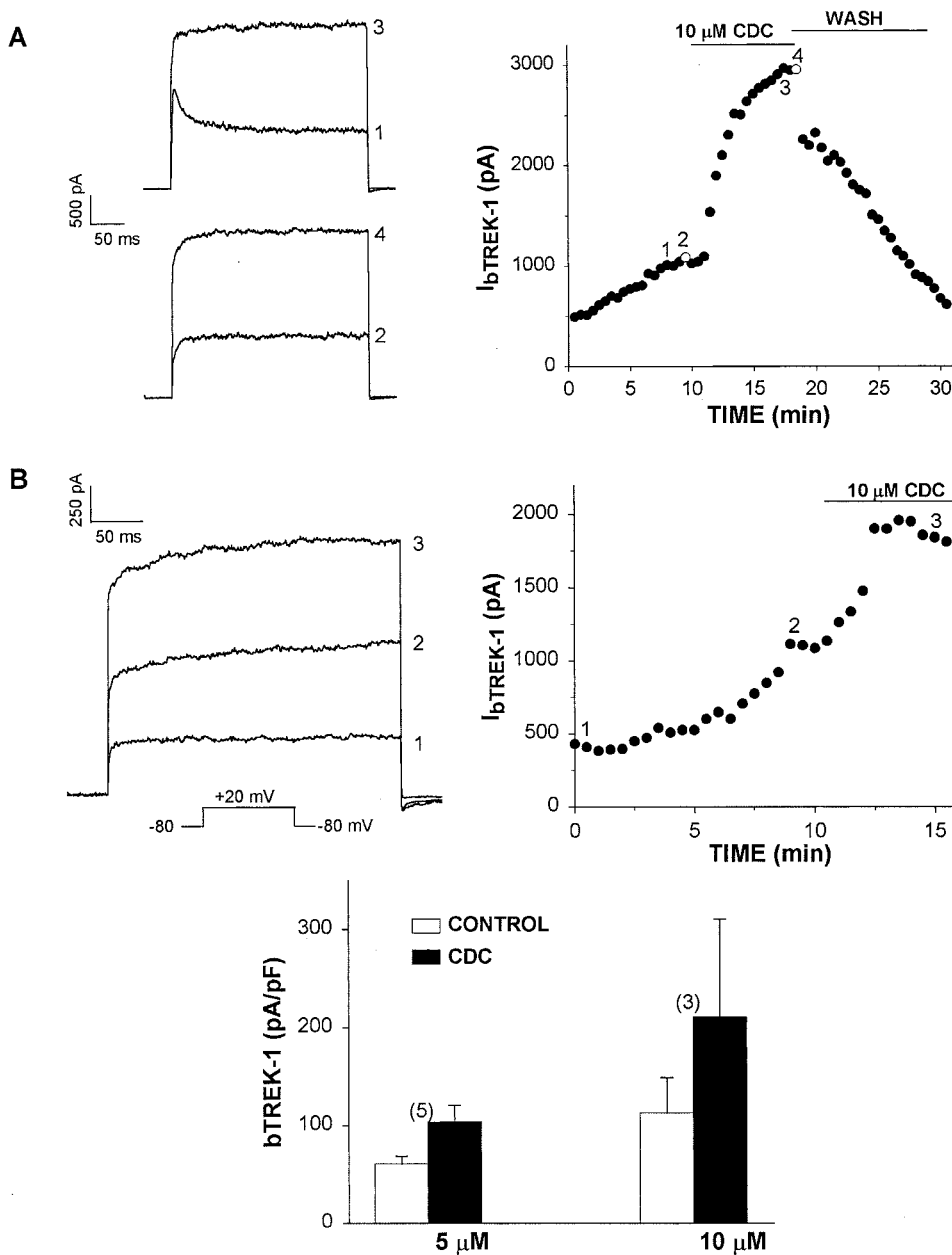 A
3
1
500 pA
50 ms
4
2
10 µM CDC
WASH
I bTREK-1 (pA)
3000
2000
1000
0
1
2
3
4
0 5 10 15 20 25 30
TIME (min)
B
250 pA
50 ms
3
2
1
+20 mV
-80
-80 mV
10 µM CDC
I bTREK-1 (pA)
2000
1500
1000
500
0
1
2
3
0 5 10 15
TIME (min)
bTREK-1 (pA/pF)
300
200
100
0
CONTROL
CDC
(5)
(3)
5 µM
10 µM